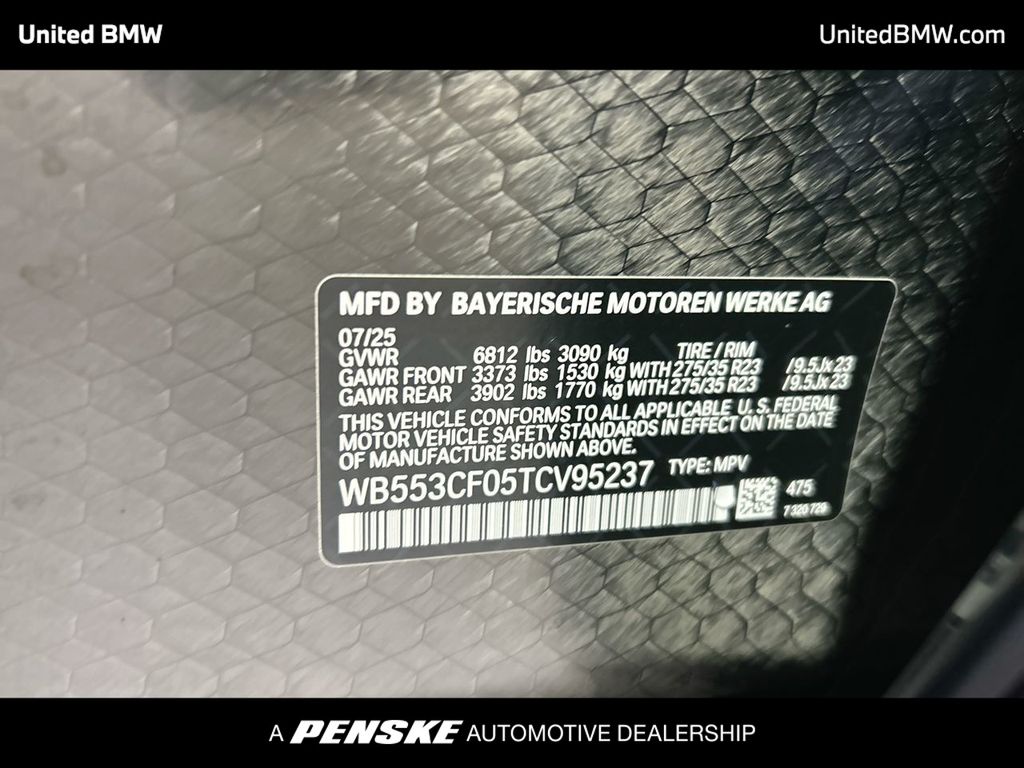 United BMW
UnitedBMW.com
MFD BY BAYERISCHE MOTOREN WERKE AG
07/25
GVWR 6812 lbs 3090 kg TIRE / RIM
GAWR FRONT 3373 lbs 1530 kg WITH 275/35 R23 /9.5Jx23
GAWR REAR 3902 lbs 1770 kg WITH 275/35 R23 /9.5Jx23
THIS VEHICLE CONFORMS TO ALL APPLICABLE U.S. FEDERAL
MOTOR VEHICLE SAFETY STANDARDS IN EFFECT ON THE DATE
OF MANUFACTURE SHOWN ABOVE.
WB553CF05TCV95237 TYPE: MPV
475
7 320 729
A PENSKE AUTOMOTIVE DEALERSHIP